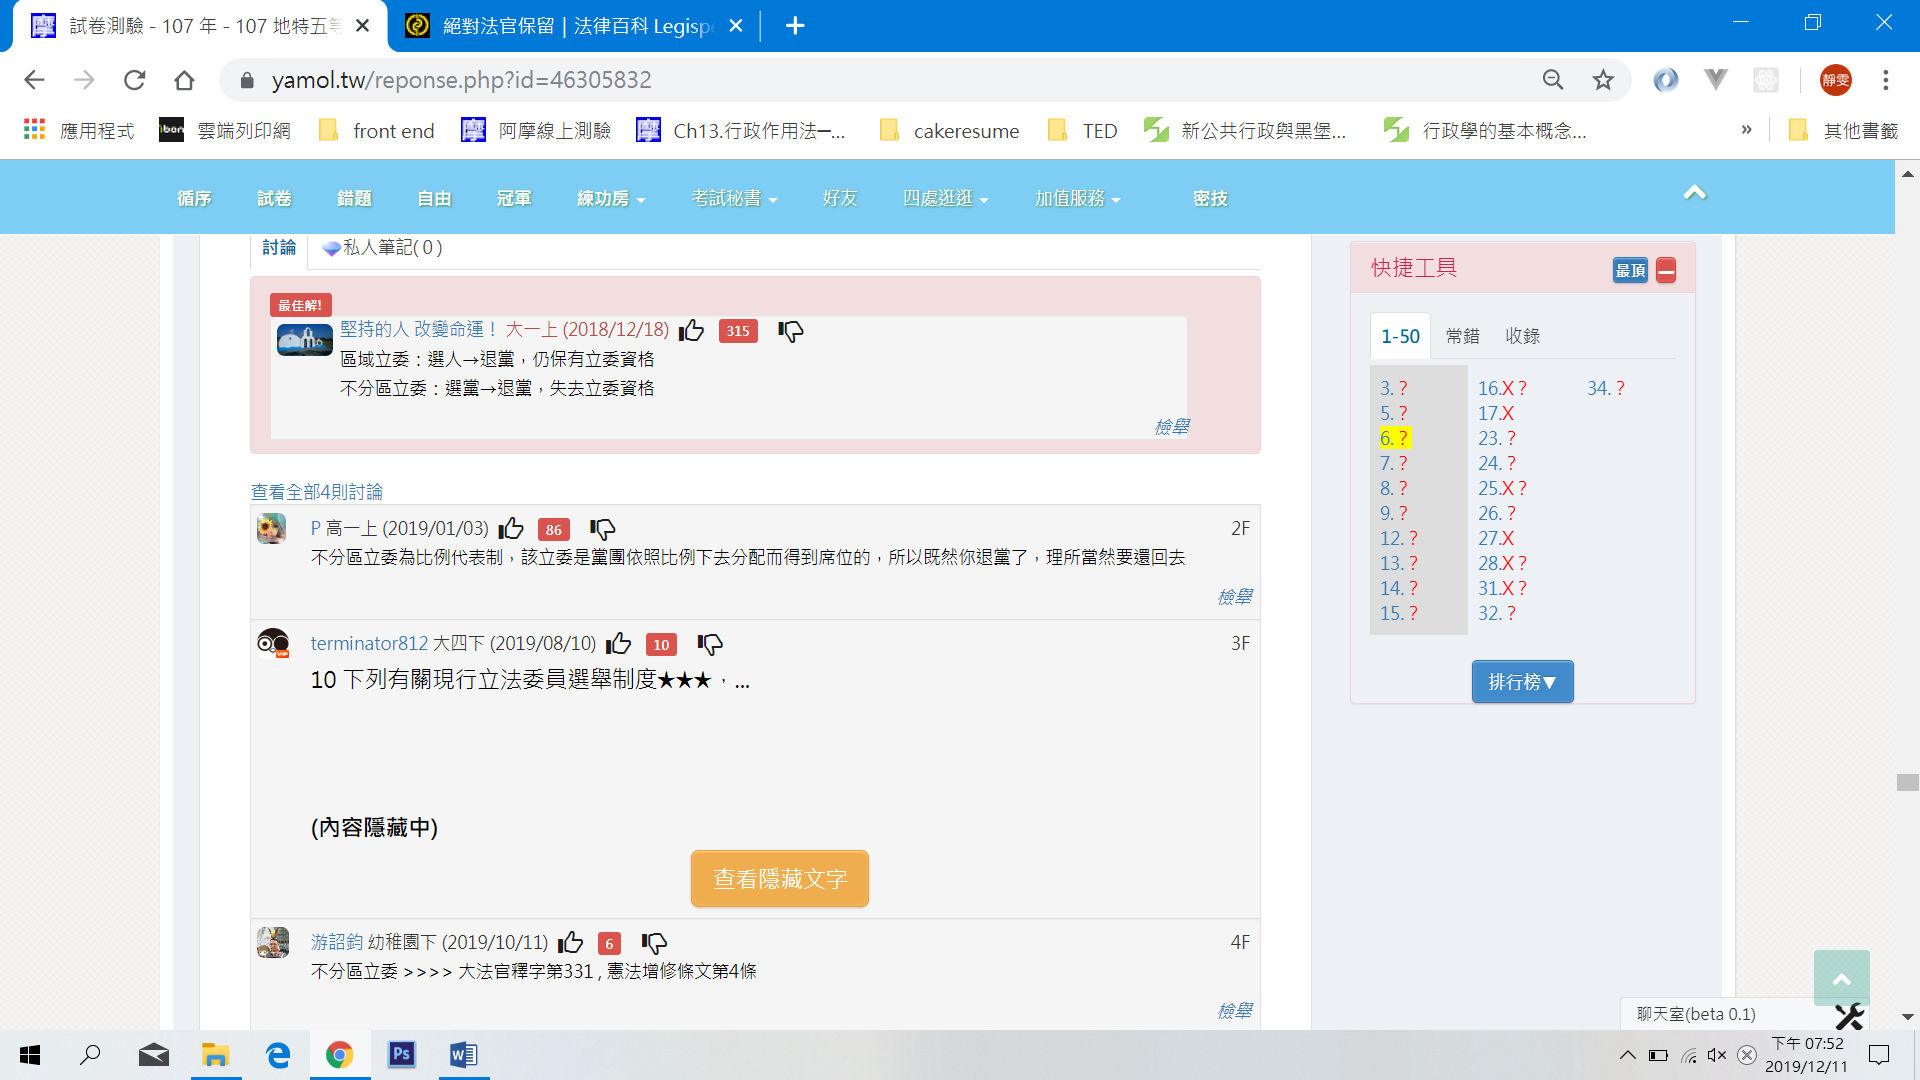 試卷測驗 - 107 年 - 107 地特五等
絕對法官保留 | 法律百科 Legispe
yamol.tw/reponse.php?id=46305832
靜雯
應用程式
ibon 雲端列印網
front end
摩 阿摩線上測驗
摩 Ch13.行政作用法─...
cakeresume
TED
新公共行政與黑堡...
行政學的基本概念...
»
其他書籤
循序 試卷 錯題 自由 冠軍 練功房 考試秘書 好友 四處逛逛 加值服務 密技
討論 私人筆記( 0 )
最佳解!
堅持的人 改變命運！ 大一上 (2018/12/18) 315
區域立委：選人→退黨，仍保有立委資格
不分區立委：選黨→退黨，失去立委資格
檢舉
查看全部4則討論
P 高一上 (2019/01/03) 86 2F
不分區立委為比例代表制，該立委是黨團依照比例下去分配而得到席位的，所以既然你退黨了，理所當然要還回去
檢舉
terminator812 大四下 (2019/08/10) 10 3F
VIP
10 下列有關現行立法委員選舉制度★★★，...
(內容隱藏中)
查看隱藏文字
游詔鈞 幼稚園下 (2019/10/11) 6 4F
不分區立委 >>>> 大法官釋字第331 , 憲法增修條文第4條
檢舉
快捷工具 最頂
1-50 常錯 收錄
3. ? 16.X ? 34. ?
5. ? 17.X
6. ? 23. ?
7. ? 24. ?
8. ? 25.X ?
9. ? 26. ?
12. ? 27.X
13. ? 28.X ?
14. ? 31.X ?
15. ? 32. ?
排行榜▼
聊天室(beta 0.1)
Ps
下午 07:52
2019/12/11